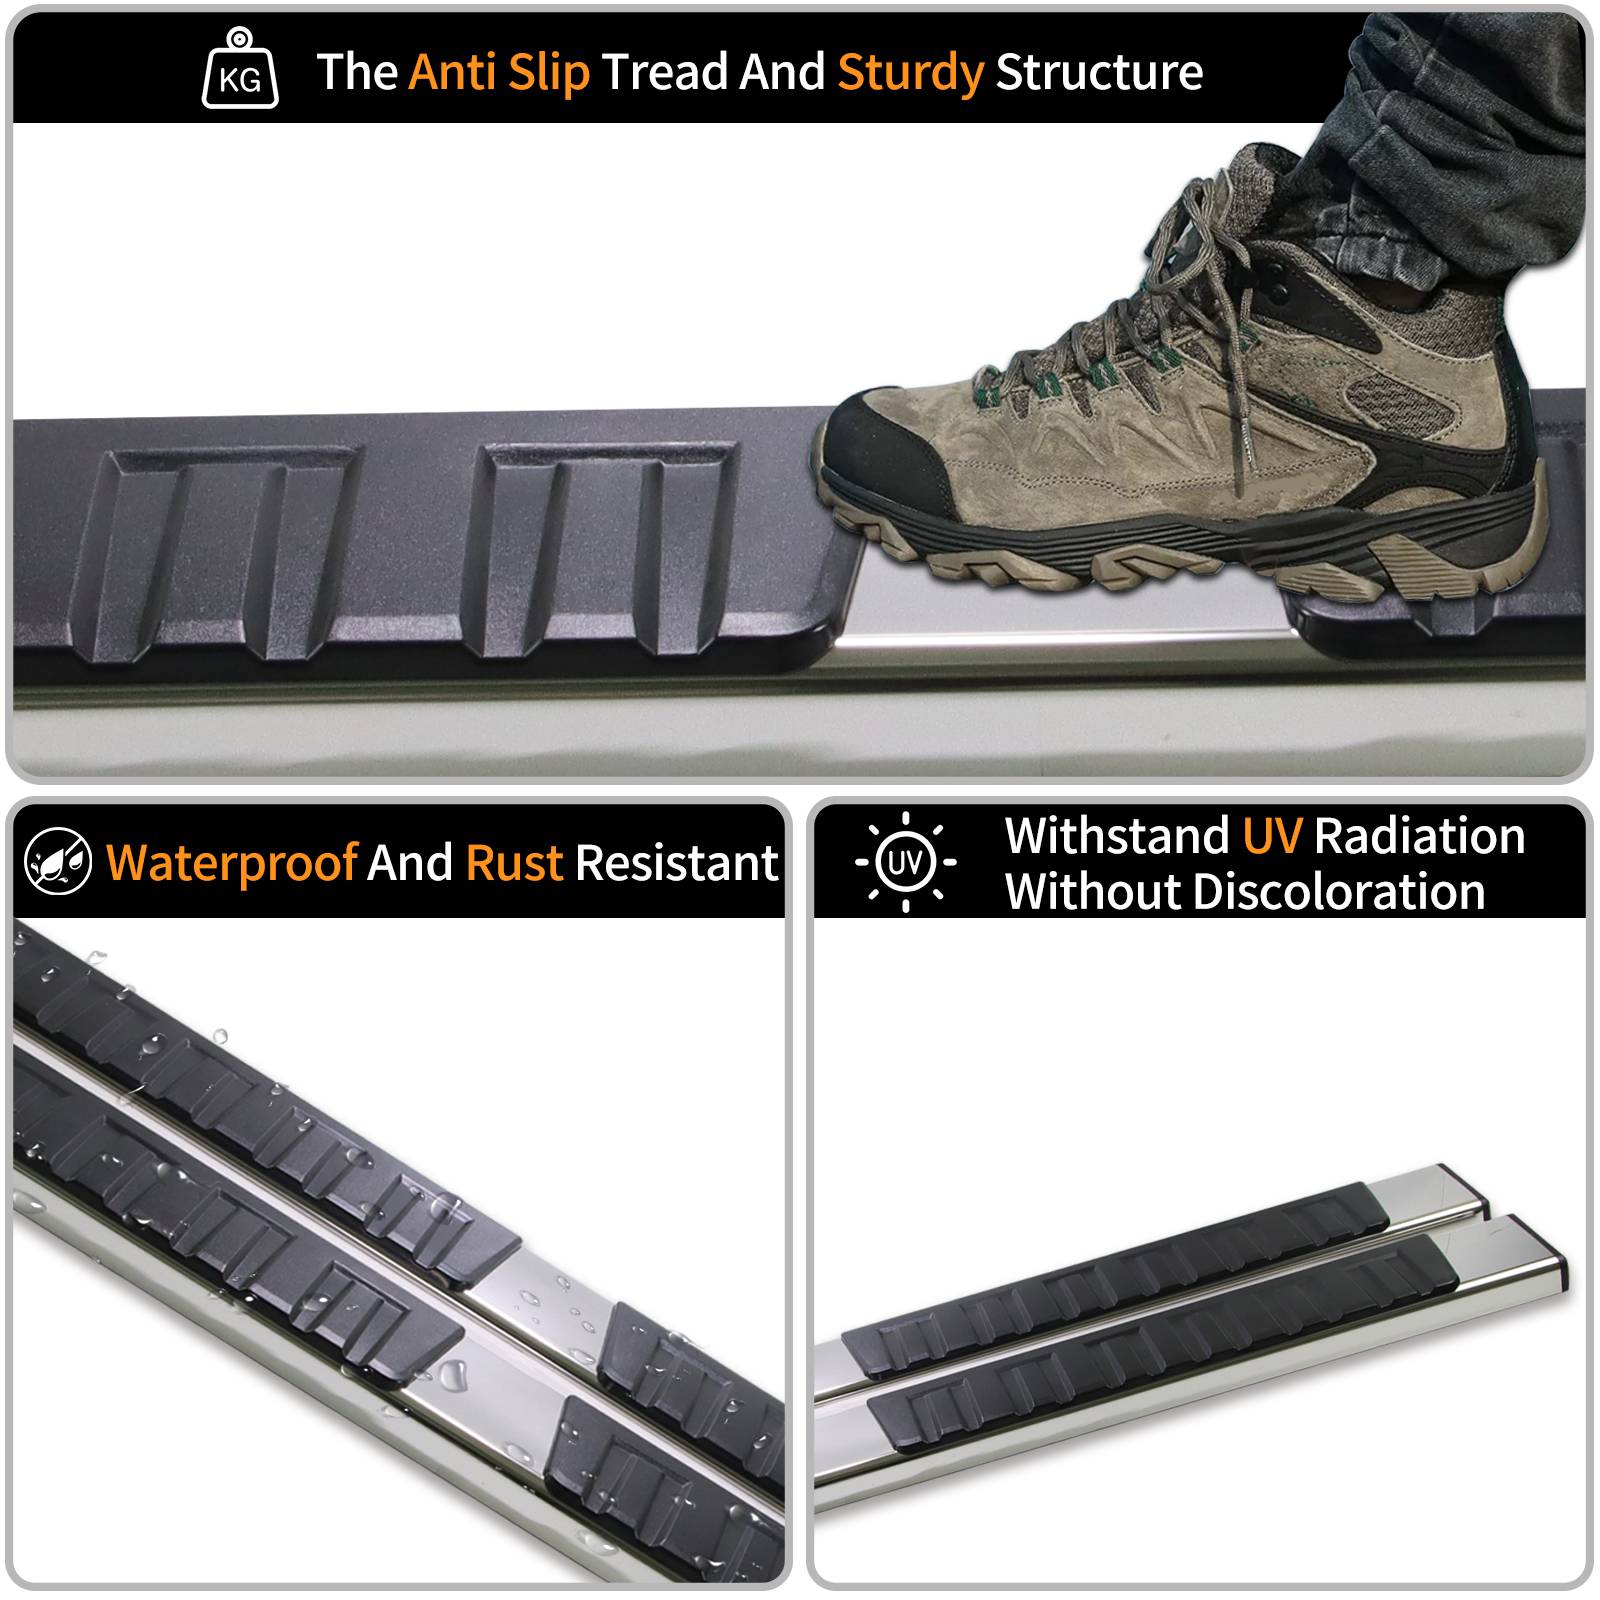 KG
The Anti Slip Tread And Sturdy Structure
Waterproof And Rust Resistant
UV
Withstand UV Radiation
Without Discoloration